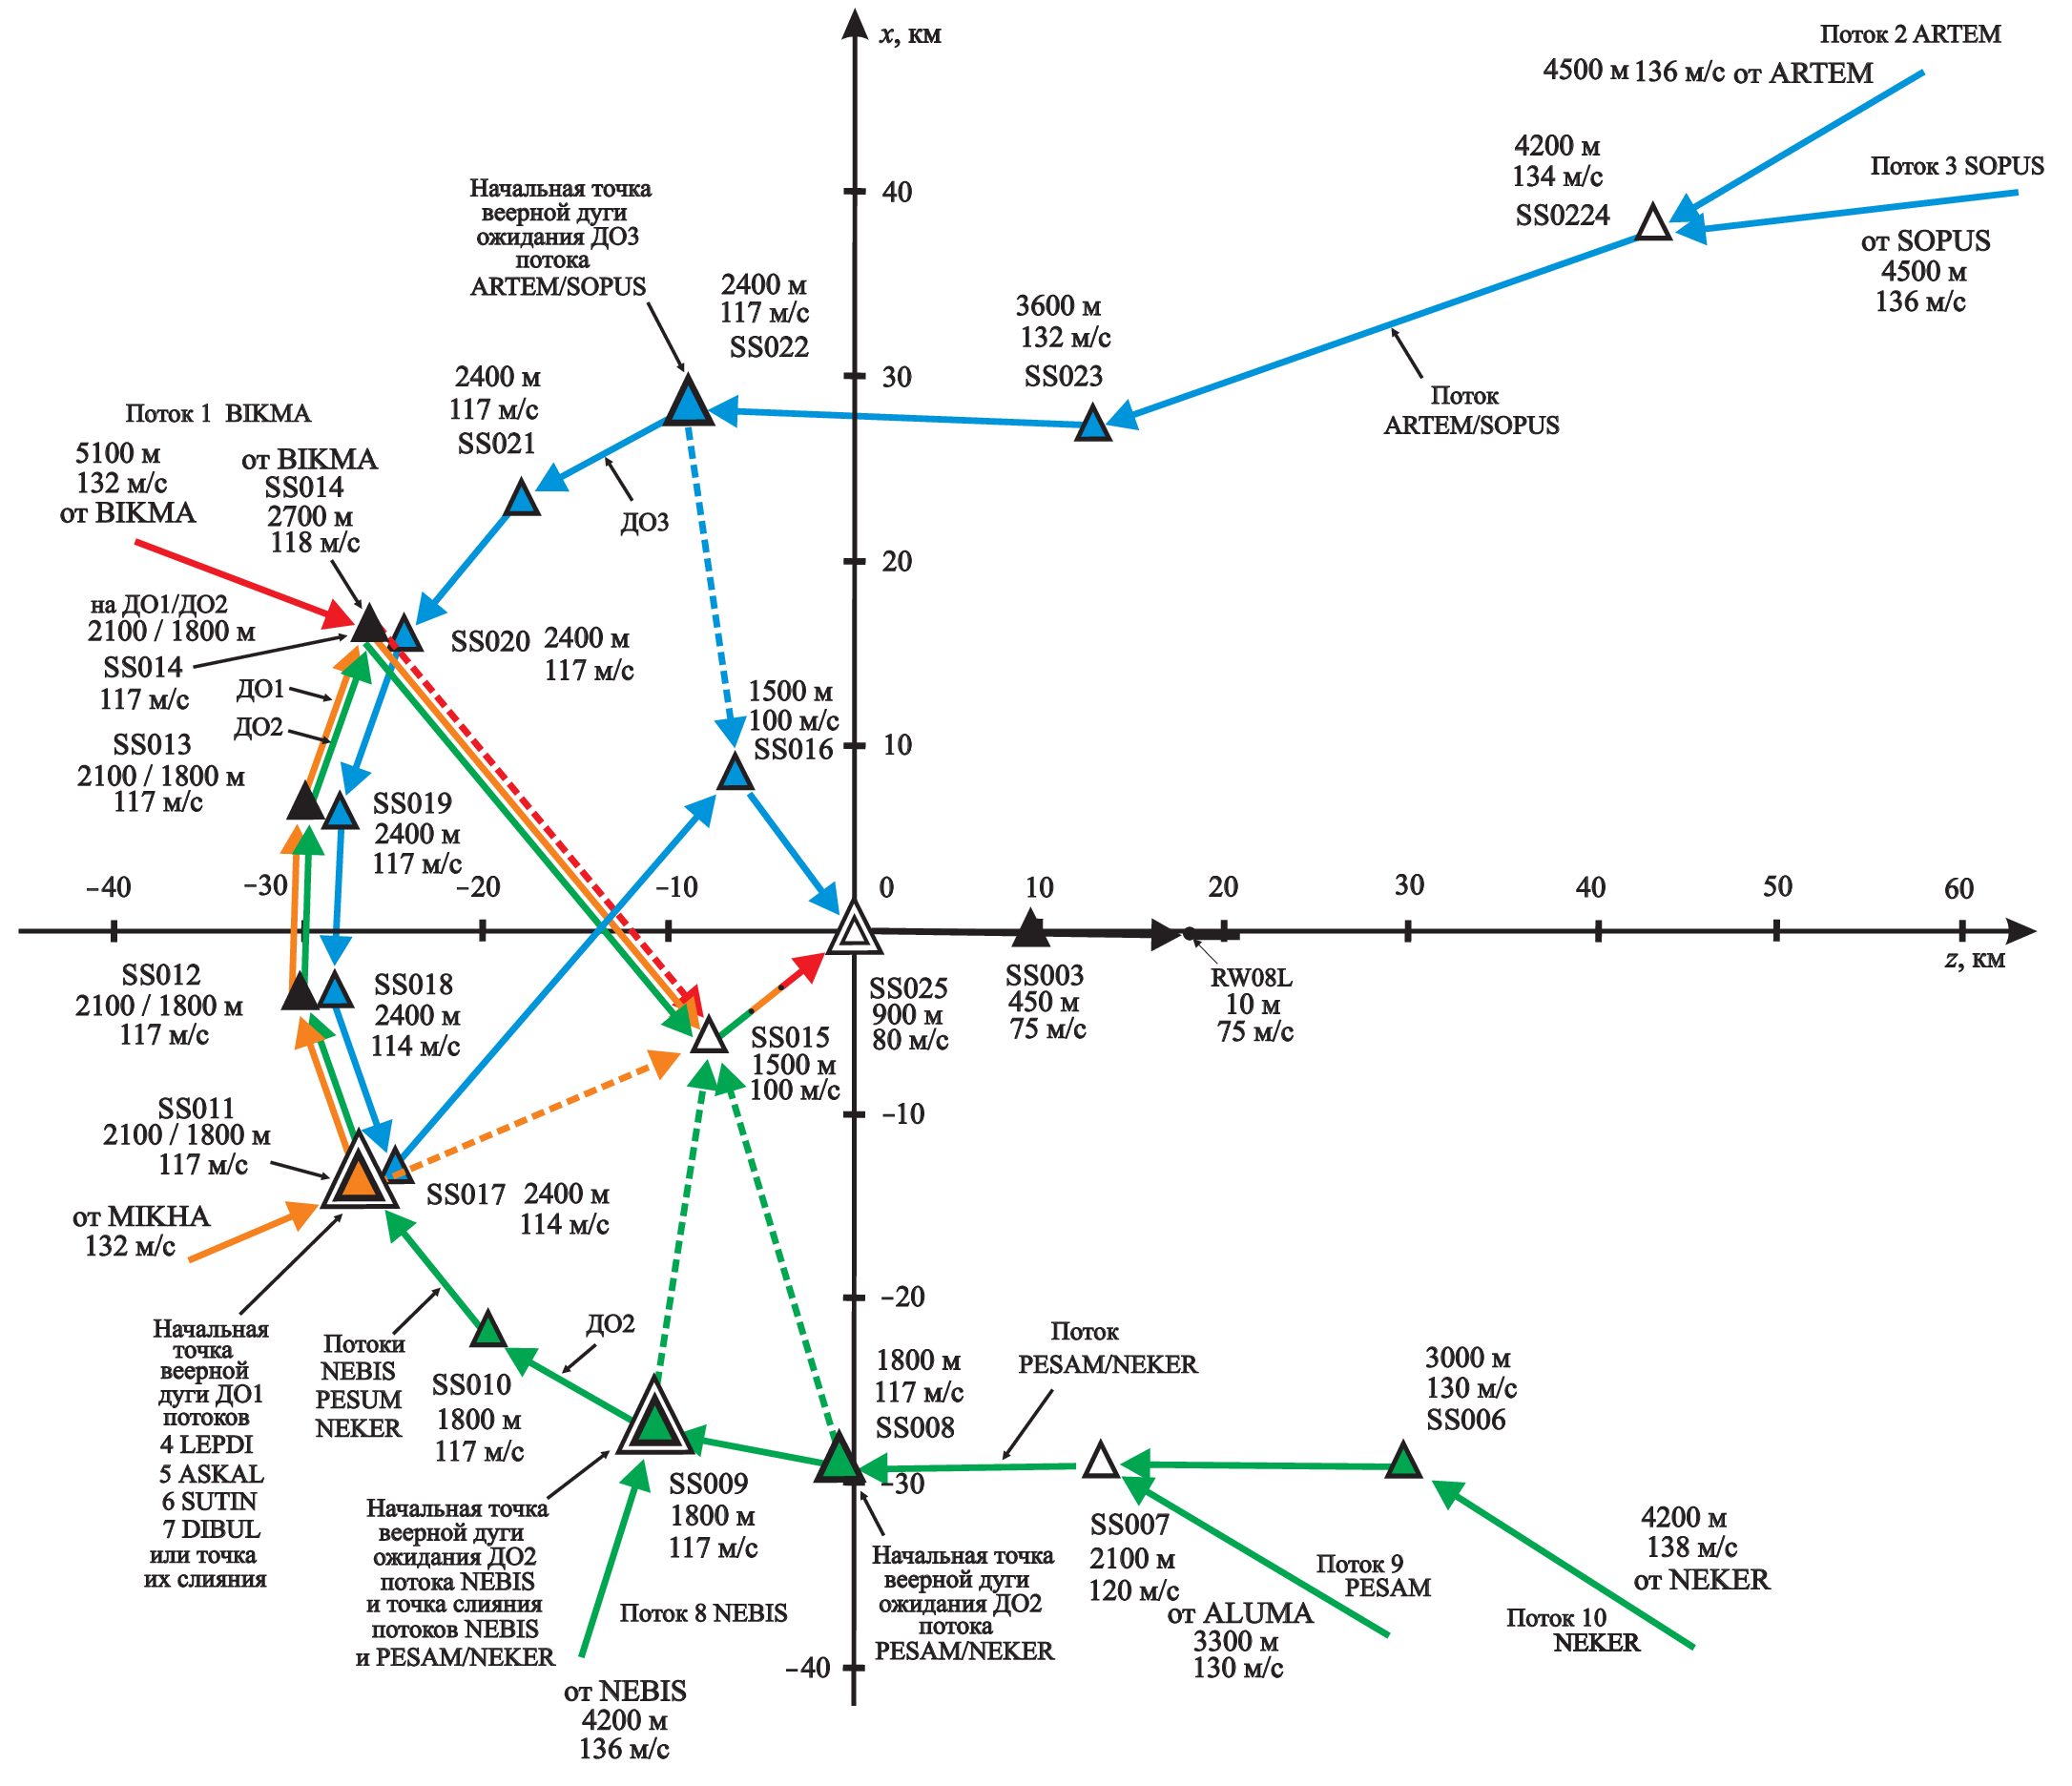 x, км
Поток 2 ARTEM
4500 м 136 м/с от ARTEM
4200 м
134 м/с
SS0224
Поток 3 SOPUS
от SOPUS
4500 м
136 м/с
40
Начальная точка
веерной дуги
ожидания ДО3
потока
ARTEM/SOPUS
2400 м
117 м/с
SS022
3600 м
132 м/с
SS023
30
Поток
ARTEM/SOPUS
2400 м
117 м/с
SS021
ДО3
Поток 1 BIKMA
5100 м
132 м/с
от BIKMA
от BIKMA
SS014
2700 м
118 м/с
20
на ДО1/ДО2
2100 / 1800 м
SS014
117 м/с
SS020 2400 м
117 м/с
ДО1
ДО2
1500 м
100 м/с
SS016
10
SS013
2100 / 1800 м
117 м/с
SS019
2400 м
117 м/с
−40
−30
−20
−10
0
10
20
30
40
50
60
z, км
SS012
2100 / 1800 м
117 м/с
SS018
2400 м
114 м/с
SS025
900 м
80 м/с
SS003
450 м
75 м/с
RW08L
10 м
75 м/с
SS015
1500 м
100 м/с
−10
SS011
2100 / 1800 м
117 м/с
SS017 2400 м
114 м/с
от MIKHA
132 м/с
−20
Начальная
точка
веерной
дуги ДО1
потоков
4 LEPDI
5 ASKAL
6 SUTIN
7 DIBUL
или точка
их слияния
Потоки
NEBIS
PESUM
NEKER
ДО2
SS010
1800 м
117 м/с
1800 м
117 м/с
SS008
Поток
PESAM/NEKER
3000 м
130 м/с
SS006
−30
SS009
1800 м
117 м/с
Начальная точка
веерной дуги
ожидания ДО2
потока NEBIS
и точка слияния
потоков NEBIS
и PESAM/NEKER
Поток 8 NEBIS
Начальная точка
веерной дуги
ожидания ДО2
потока
PESAM/NEKER
SS007
2100 м
120 м/с
от ALUMA
3300 м
130 м/с
Поток 9
PESAM
4200 м
138 м/с
от NEKER
Поток 10
NEKER
−40
от NEBIS
4200 м
136 м/с